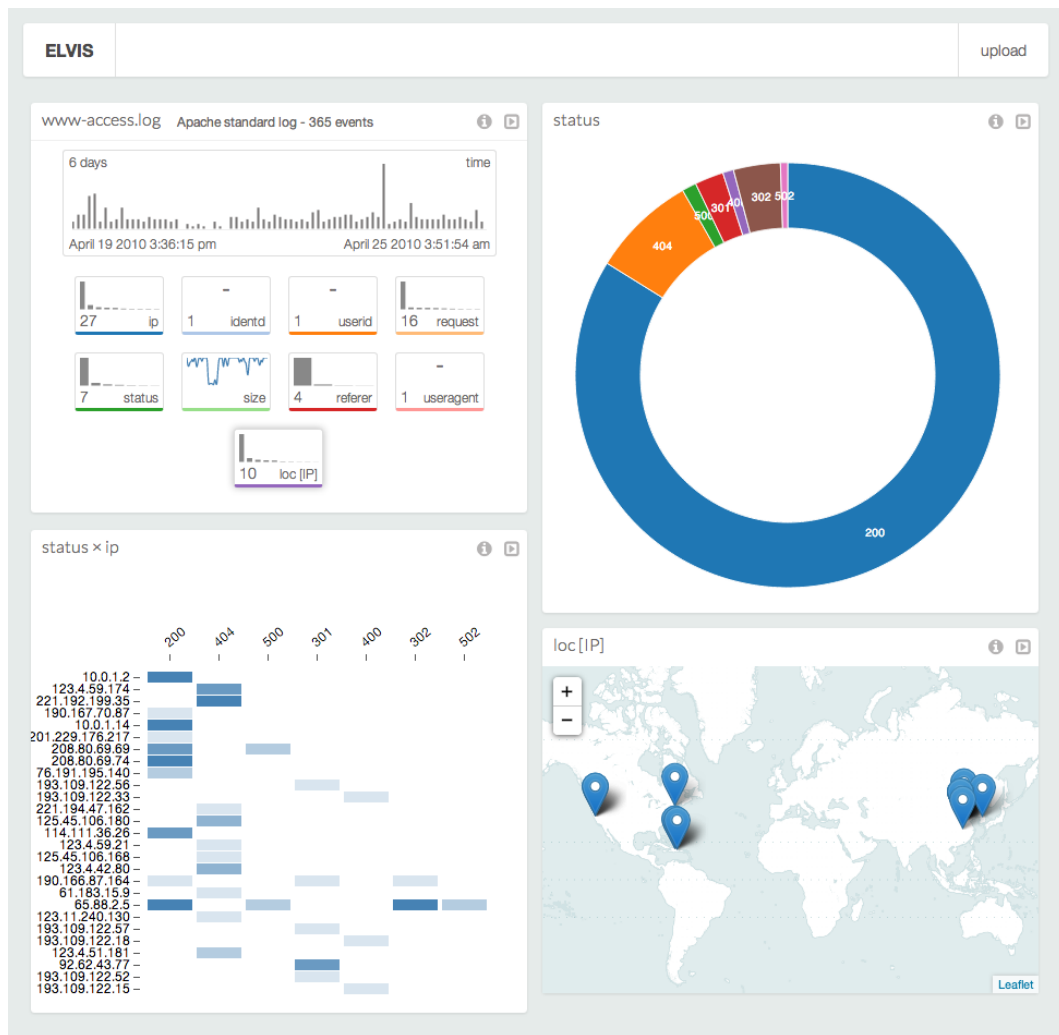 ELVIS
upload
www-access.log Apache standard log - 365 events
6 days time
April 19 2010 3:36:15 pm April 25 2010 3:51:54 am
- -
27 ip 1 identd 1 userid 16 request
-
7 status size 4 referer 1 useragent
10 loc [IP]
status
404
500
301
302
502
200
status × ip
200 404 500 301 400 302 502
10.0.1.2
123.4.59.174
221.192.199.35
190.167.70.87
10.0.1.14
201.229.176.217
208.80.69.69
208.80.69.74
76.191.195.140
193.109.122.56
193.109.122.33
221.194.47.162
125.45.106.180
114.111.36.26
123.4.59.21
125.45.106.168
123.4.42.80
190.166.87.164
61.183.15.9
65.88.2.5
123.11.240.130
193.109.122.57
193.109.122.18
123.4.51.181
92.62.43.77
193.109.122.52
193.109.122.15
loc [IP]
+
−
Leaflet